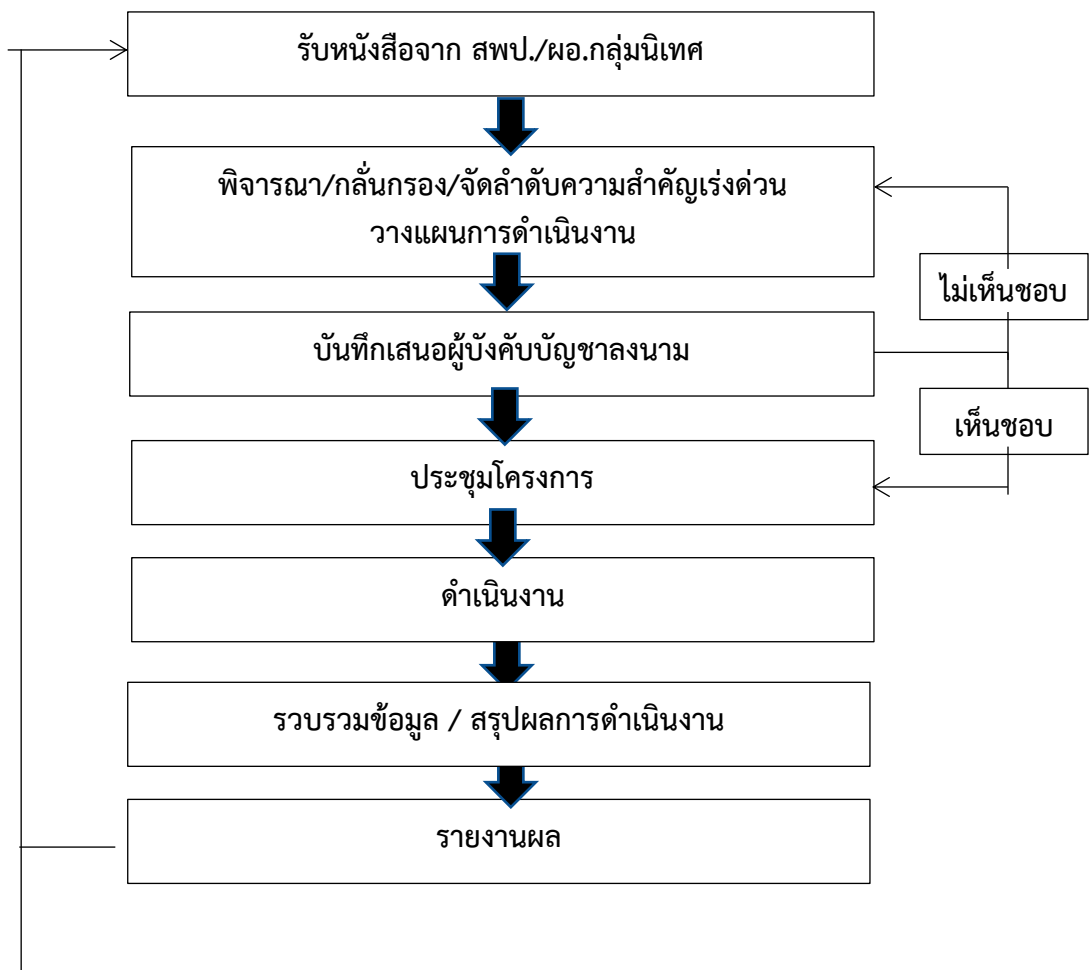 รับหนังสือจาก สพป./ผอ.กลุ่มนิเทศ
พิจารณา/กลั่นกรอง/จัดลำดับความสำคัญเร่งด่วน
วางแผนการดำเนินงาน
ไม่เห็นชอบ
บันทึกเสนอผู้บังคับบัญชาลงนาม
เห็นชอบ
ประชุมโครงการ
ดำเนินงาน
รวบรวมข้อมูล / สรุปผลการดำเนินงาน
รายงานผล